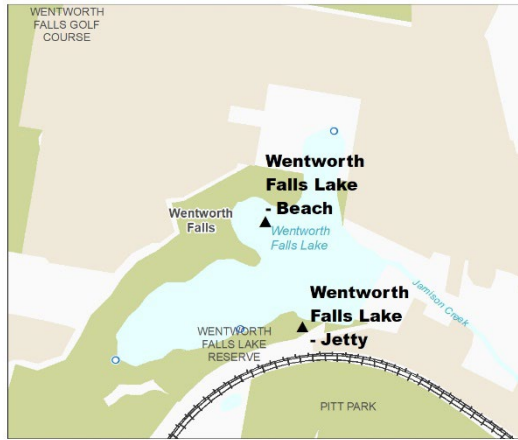 WENTWORTH
FALLS GOLF
COURSE
Wentworth
Falls Lake
- Beach
Wentworth
Falls
Wentworth
Falls Lake
Jamison Creek
Wentworth
Falls Lake
- Jetty
WENTWORTH
FALLS LAKE
RESERVE
PITT PARK